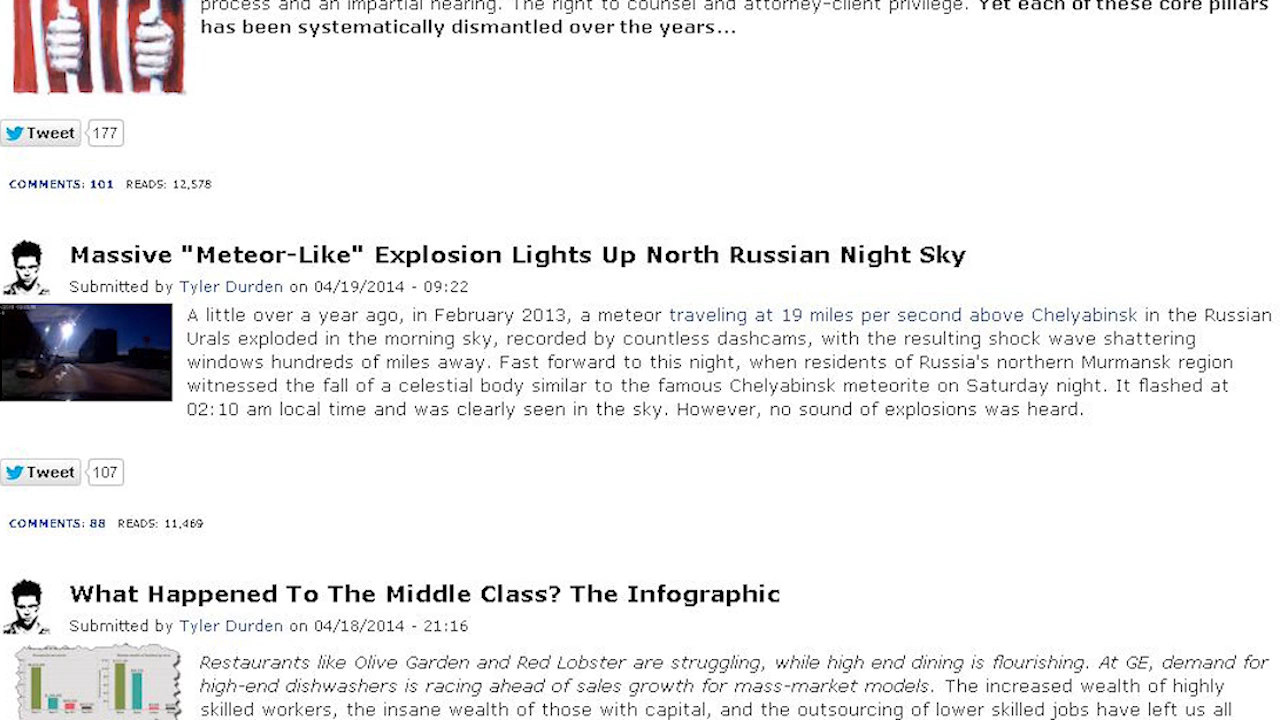 process and an impartial hearing. The right to counsel and attorney-client privilege. Yet each of these core pillars
has been systematically dismantled over the years...
Tweet 177
COMMENTS: 101 READS: 12,578
Massive "Meteor-Like" Explosion Lights Up North Russian Night Sky
Submitted by Tyler Durden on 04/19/2014 - 09:22
A little over a year ago, in February 2013, a meteor traveling at 19 miles per second above Chelyabinsk in the Russian
Urals exploded in the morning sky, recorded by countless dashcams, with the resulting shock wave shattering
windows hundreds of miles away. Fast forward to this night, when residents of Russia's northern Murmansk region
witnessed the fall of a celestial body similar to the famous Chelyabinsk meteorite on Saturday night. It flashed at
02:10 am local time and was clearly seen in the sky. However, no sound of explosions was heard.
Tweet 107
COMMENTS: 88 READS: 11,469
What Happened To The Middle Class? The Infographic
Submitted by Tyler Durden on 04/18/2014 - 21:16
Restaurants like Olive Garden and Red Lobster are struggling, while high end dining is flourishing. At GE, demand for
high-end dishwashers is racing ahead of sales growth for mass-market models. The increased wealth of highly
skilled workers, the insane wealth of those with capital, and the outsourcing of lower skilled jobs have left us all